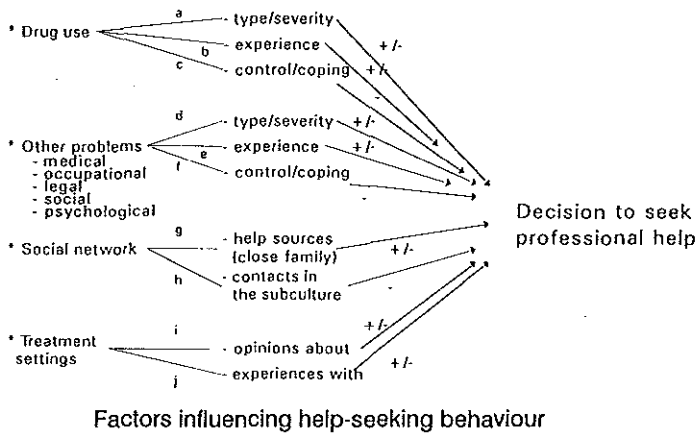 a
- type/severity
* Drug use
b
- experience
+/-
c
- control/coping
+/-
-
d
- type/severity
+/-
* Other problems
e
- experience
+/-
- medical
f
- control/coping
- occupational
- legal
-
- social
- psychological
Decision to seek
professional help
g
- help sources
* Social network
(close family)
+/-
h
- contacts in
the subculture
-
i
+/-
* Treatment
- opinions about
settings
- experiences with
+/-
j
Factors influencing help-seeking behaviour